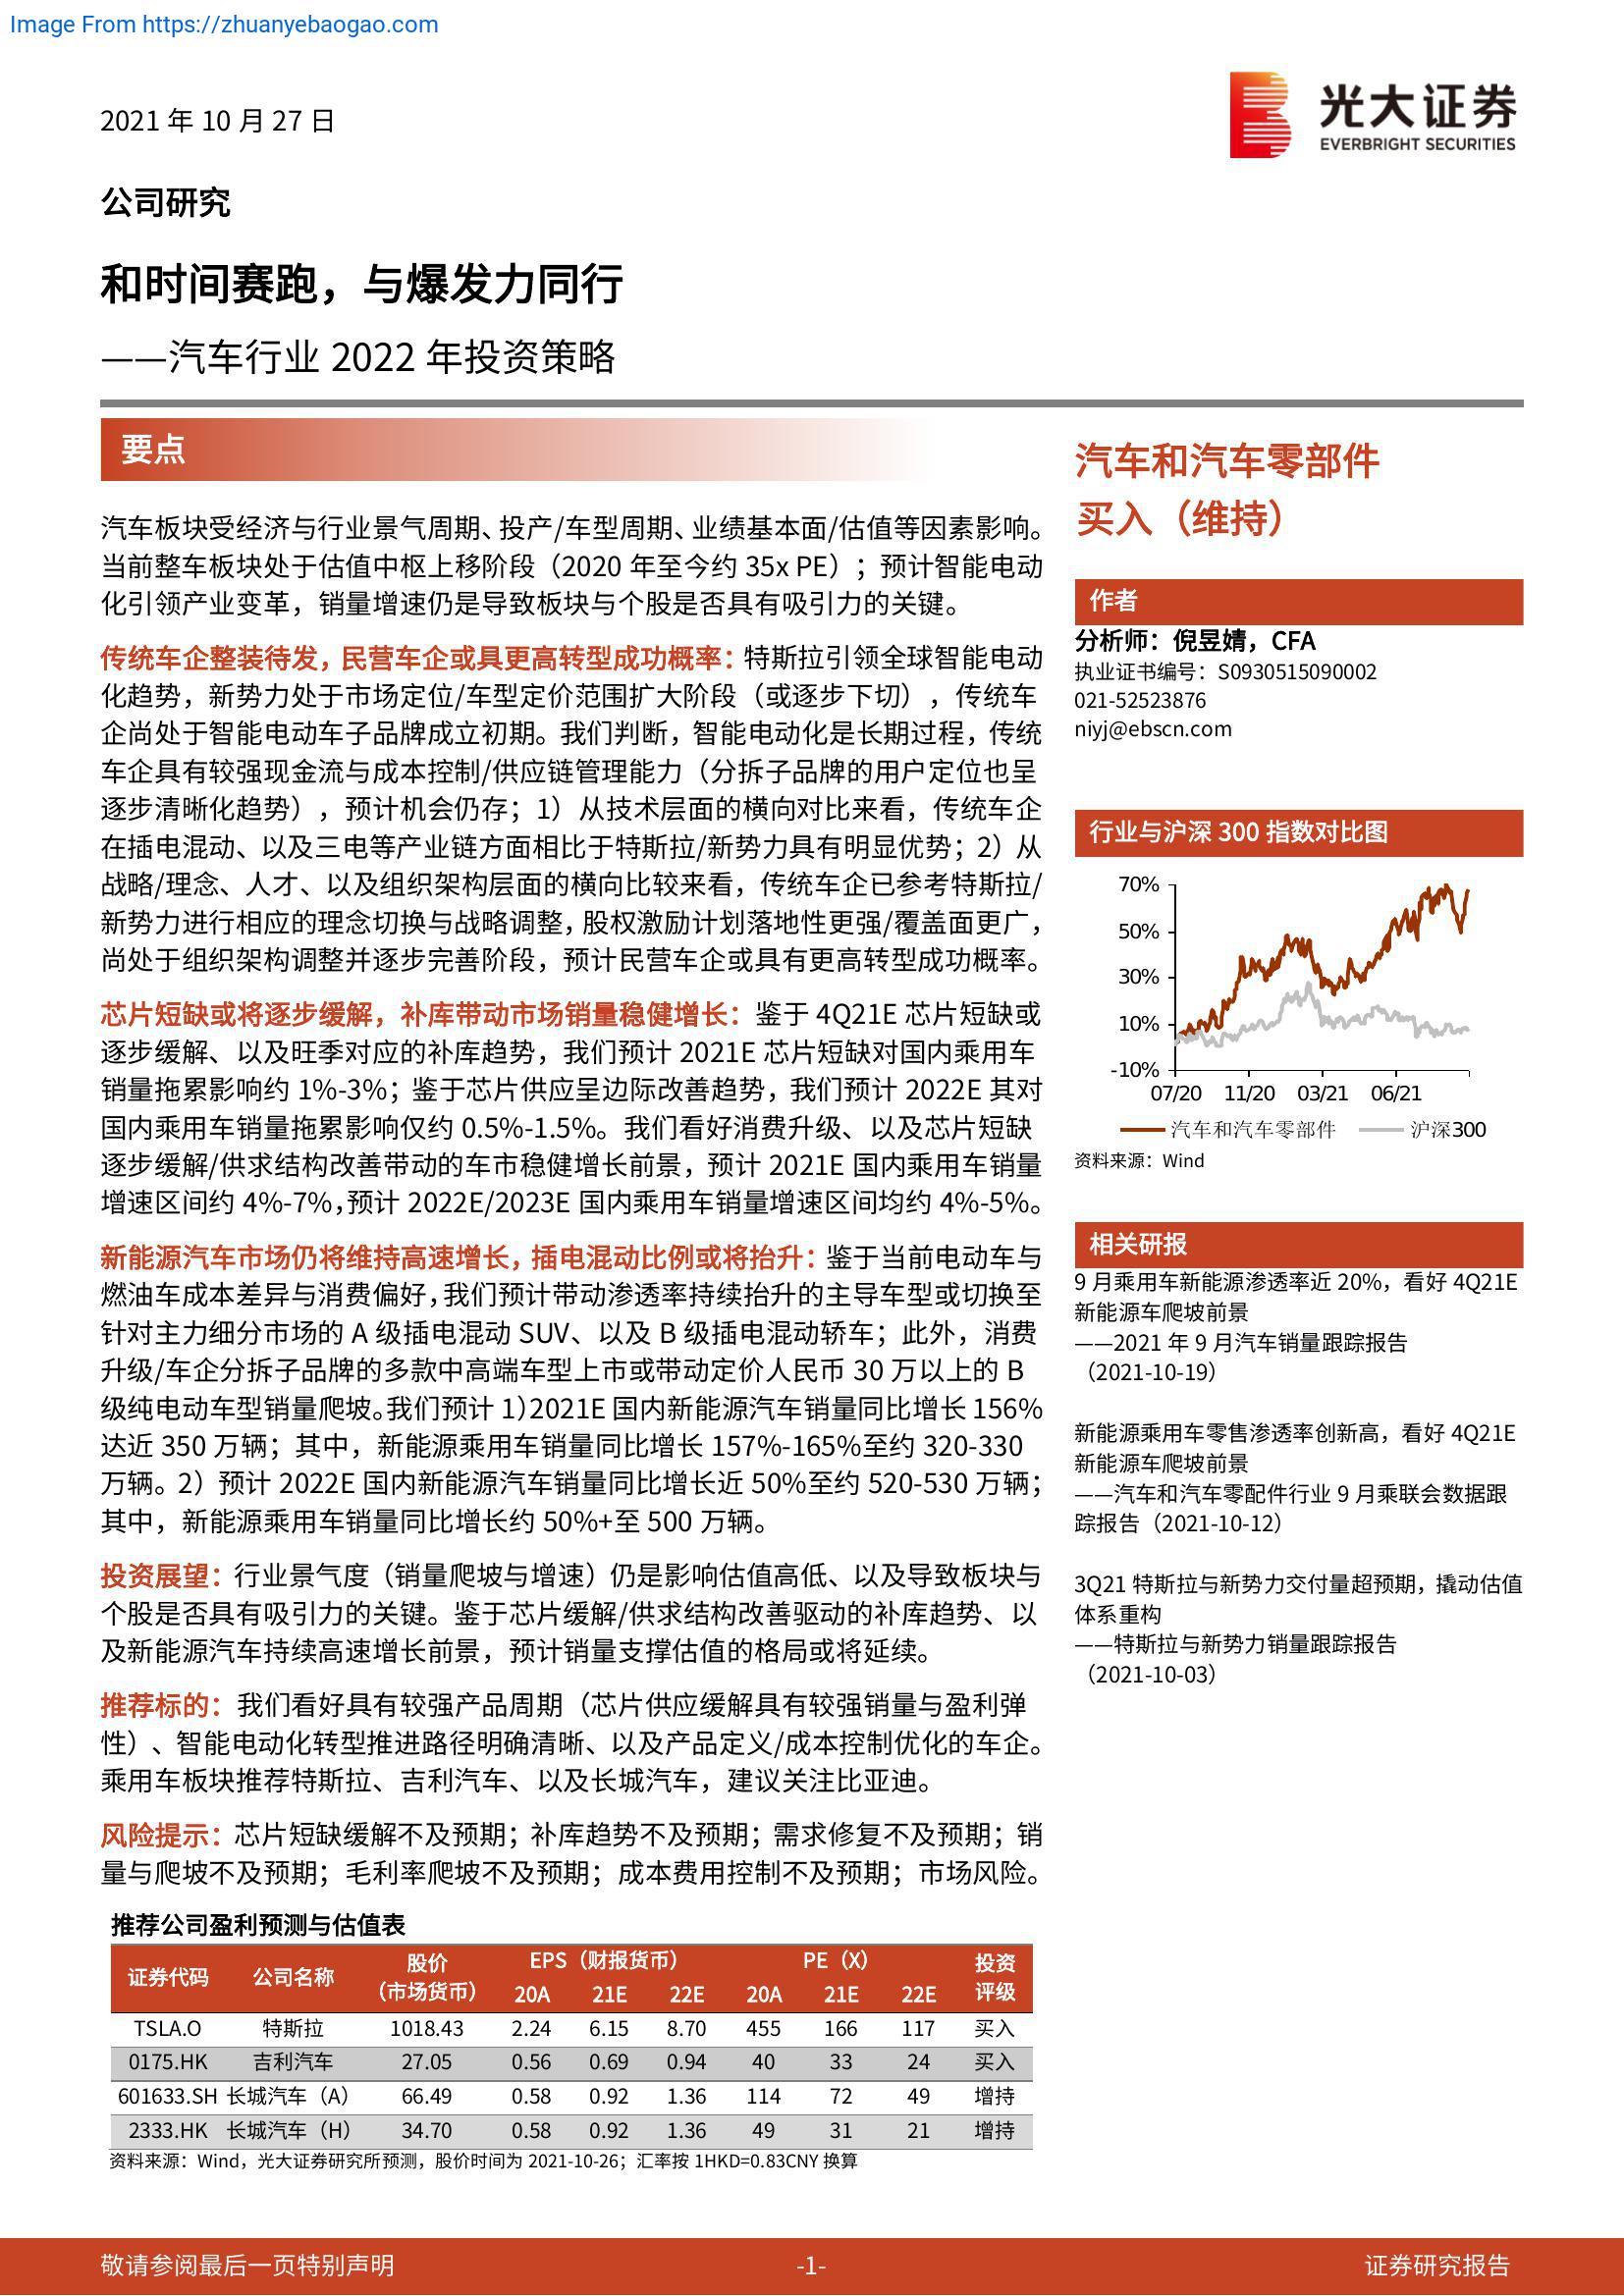 Image From https://zhuanyebaogao.com
2021 年 10 月 27 日
光大证券
EVERBRIGHT SECURITIES
公司研究
和时间赛跑，与爆发力同行
——汽车行业 2022 年投资策略
要点
汽车板块受经济与行业景气周期、投产/车型周期、业绩基本面/估值等因素影响。
当前整车板块处于估值中枢上移阶段（2020 年至今约 35x PE）；预计智能电动
化引领产业变革，销量增速仍是导致板块与个股是否具有吸引力的关键。
传统车企整装待发，民营车企或具更高转型成功概率：特斯拉引领全球智能电动
化趋势，新势力处于市场定位/车型定价范围扩大阶段（或逐步下切），传统车
企尚处于智能电动车子品牌成立初期。我们判断，智能电动化是长期过程，传统
车企具有较强现金流与成本控制/供应链管理能力（分拆子品牌的用户定位也呈
逐步清晰化趋势），预计机会仍存；1）从技术层面的横向对比来看，传统车企
在插电混动、以及三电等产业链方面相比于特斯拉/新势力具有明显优势；2）从
战略/理念、人才、以及组织架构层面的横向比较来看，传统车企已参考特斯拉/
新势力进行相应的理念切换与战略调整，股权激励计划落地性更强/覆盖面更广，
尚处于组织架构调整并逐步完善阶段，预计民营车企或具有更高转型成功概率。
芯片短缺或将逐步缓解，补库带动市场销量稳健增长：鉴于 4Q21E 芯片短缺或
逐步缓解、以及旺季对应的补库趋势，我们预计 2021E 芯片短缺对国内乘用车
销量拖累影响约 1%-3%；鉴于芯片供应呈边际改善趋势，我们预计 2022E 其对
国内乘用车销量拖累影响仅约 0.5%-1.5%。我们看好消费升级、以及芯片短缺
逐步缓解/供求结构改善带动的车市稳健增长前景，预计 2021E 国内乘用车销量
增速区间约 4%-7%，预计 2022E/2023E 国内乘用车销量增速区间均约 4%-5%。
新能源汽车市场仍将维持高速增长，插电混动比例或将抬升：鉴于当前电动车与
燃油车成本差异与消费偏好，我们预计带动渗透率持续抬升的主导车型或切换至
针对主力细分市场的 A 级插电混动 SUV、以及 B 级插电混动轿车；此外，消费
升级/车企分拆子品牌的多款中高端车型上市或带动定价人民币 30 万以上的 B
级纯电动车型销量爬坡。我们预计 1）2021E 国内新能源汽车销量同比增长 156%
达近 350 万辆；其中，新能源乘用车销量同比增长 157%-165%至约 320-330
万辆。2）预计 2022E 国内新能源汽车销量同比增长近 50%至约 520-530 万辆；
其中，新能源乘用车销量同比增长约 50%+至 500 万辆。
投资展望：行业景气度（销量爬坡与增速）仍是影响估值高低、以及导致板块与
个股是否具有吸引力的关键。鉴于芯片缓解/供求结构改善驱动的补库趋势、以
及新能源汽车持续高速增长前景，预计销量支撑估值的格局或将延续。
推荐标的：我们看好具有较强产品周期（芯片供应缓解具有较强销量与盈利弹
性）、智能电动化转型推进路径明确清晰、以及产品定义/成本控制优化的车企。
乘用车板块推荐特斯拉、吉利汽车、以及长城汽车，建议关注比亚迪。
风险提示：芯片短缺缓解不及预期；补库趋势不及预期；需求修复不及预期；销
量与爬坡不及预期；毛利率爬坡不及预期；成本费用控制不及预期；市场风险。
推荐公司盈利预测与估值表
证券代码 公司名称 股价 （市场货币） EPS（财报货币） PE（X） 投资 评级
20A 21E 22E 20A 21E 22E
TSLA.O 特斯拉 1018.43 2.24 6.15 8.70 455 166 117 买入
0175.HK 吉利汽车 27.05 0.56 0.69 0.94 40 33 24 买入
601633.SH 长城汽车（A） 66.49 0.58 0.92 1.36 114 72 49 增持
2333.HK 长城汽车（H） 34.70 0.58 0.92 1.36 49 31 21 增持
资料来源：Wind，光大证券研究所预测，股价时间为 2021-10-26；汇率按 1HKD=0.83CNY 换算
汽车和汽车零部件
买入（维持）
作者
分析师：倪昱婧，CFA
执业证书编号：S0930515090002
021-52523876
niyj@ebscn.com
行业与沪深 300 指数对比图
70%
50%
30%
10%
-10%
07/20 11/20 03/21 06/21
汽车和汽车零部件 沪深300
资料来源：Wind
相关研报
9 月乘用车新能源渗透率近 20%，看好 4Q21E
新能源车爬坡前景
——2021 年 9 月汽车销量跟踪报告
（2021-10-19）
新能源乘用车零售渗透率创新高，看好 4Q21E
新能源车爬坡前景
——汽车和汽车零配件行业 9 月乘联会数据跟
踪报告（2021-10-12）
3Q21 特斯拉与新势力交付量超预期，撬动估值
体系重构
——特斯拉与新势力销量跟踪报告
（2021-10-03）
敬请参阅最后一页特别声明
-1-
证券研究报告